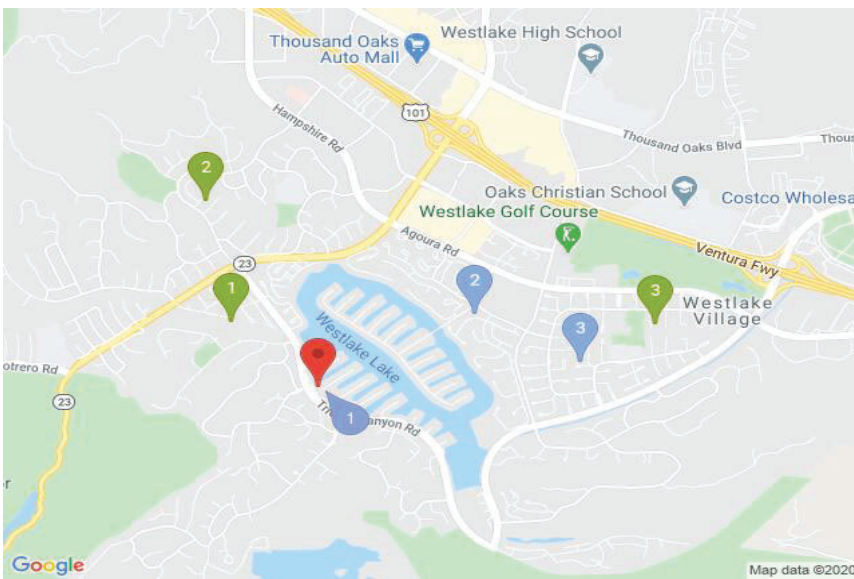 Westlake High School
Thousand Oaks
Auto Mall
101
Hampshire Rd
Thousand Oaks Blvd
Thous
2
Oaks Christian School
Costco Wholesa
Westlake Golf Course
Agoura Rd
Ventura Fwy
23
1
2
3
Westlake
Village
Westlake Lake
3
otrero Rd
23
1
anyon Rd
r
Google
Map data ©2020